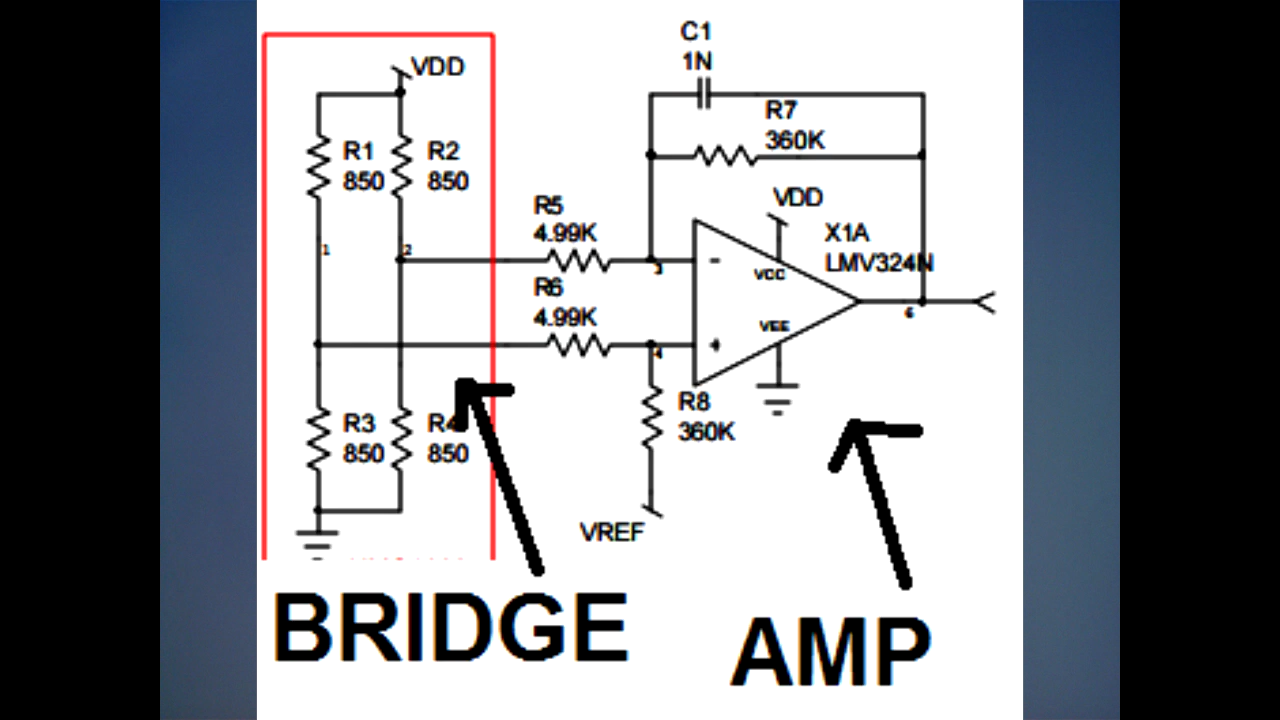 C1
1N
VDD
R7
360K
R1
850
R2
850
VDD
R5
4.99K
X1A
LMV324N
1
2
3
-
VCC
R6
4.99K
6
VEE
4
+
R8
360K
R3
850
R4
850
VREF
BRIDGE
AMP